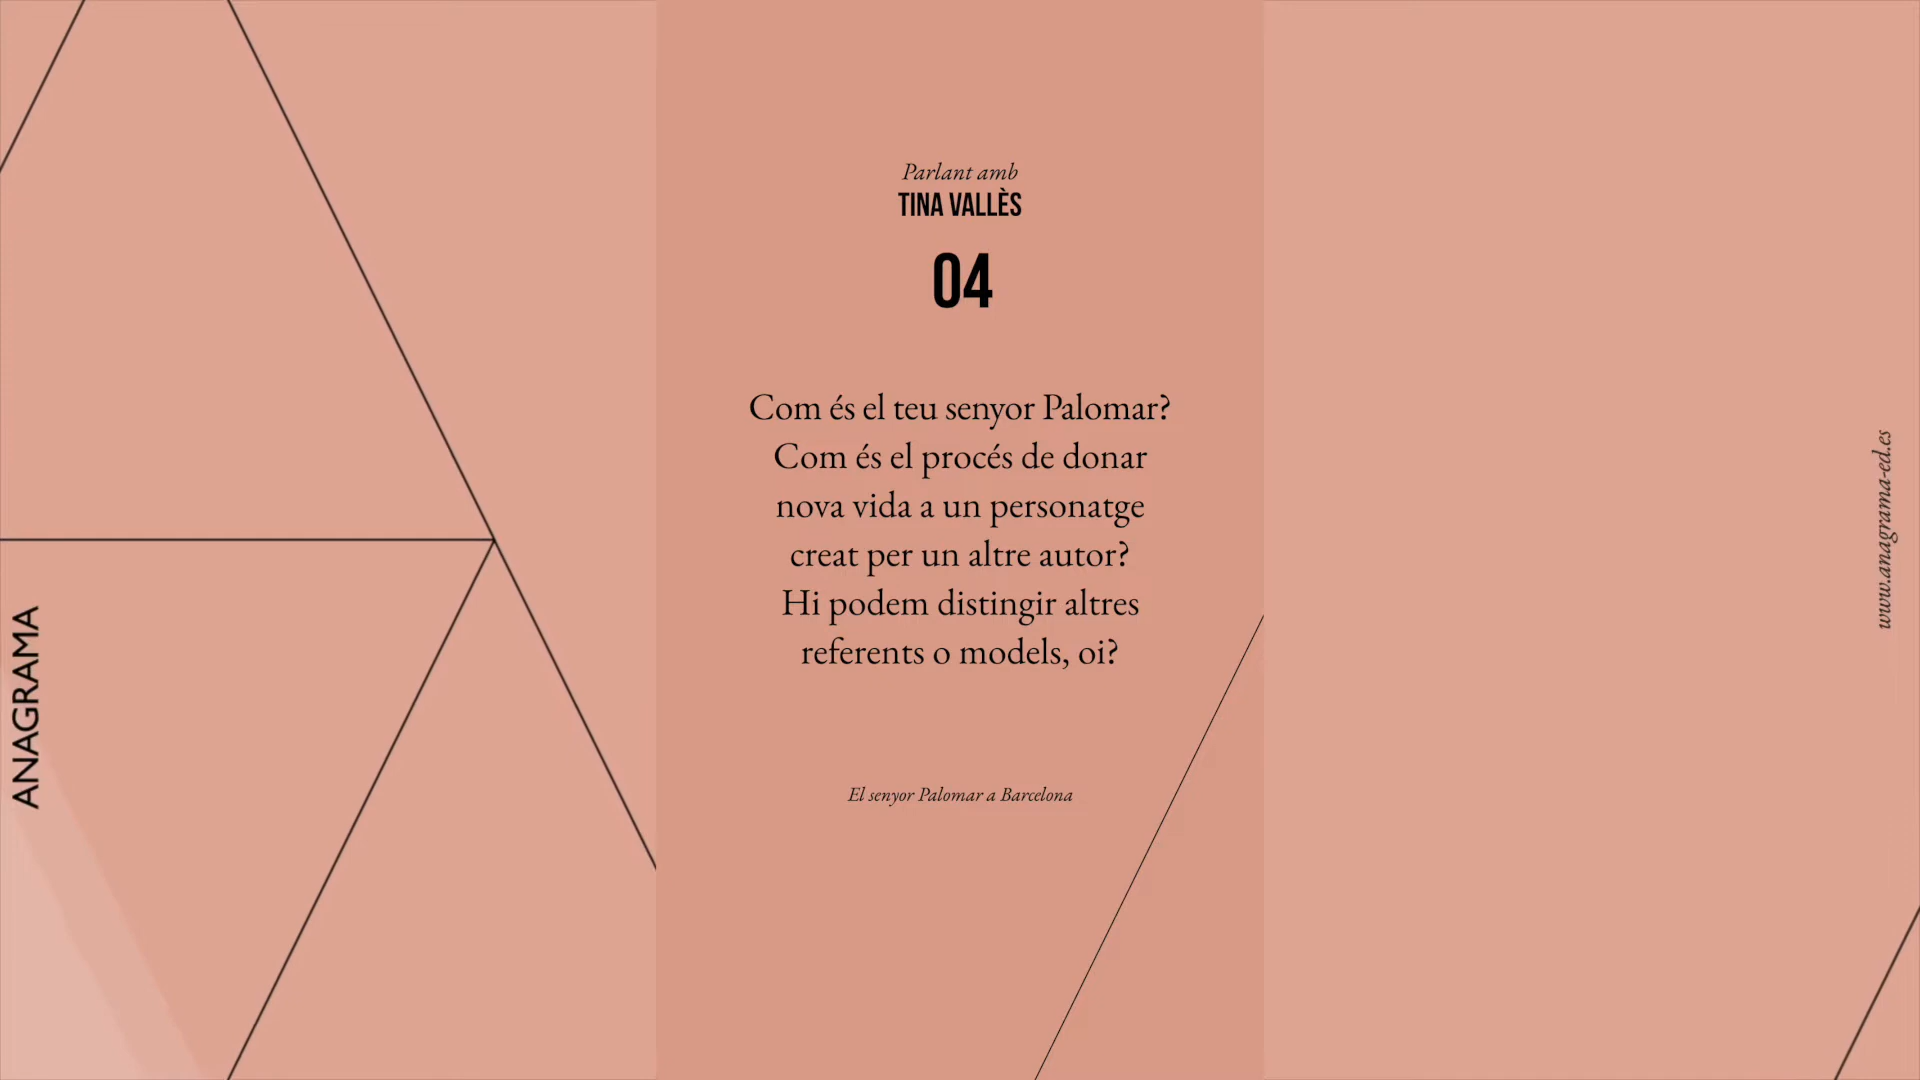 Parlant amb
TINA VALLÈS
04
Com és el teu senyor Palomar?
Com és el procés de donar
nova vida a un personatge
creat per un altre autor?
Hi podem distingir altres
referents o models, oi?
El senyor Palomar a Barcelona
ANAGRAMA
www.anagrama-ed.es